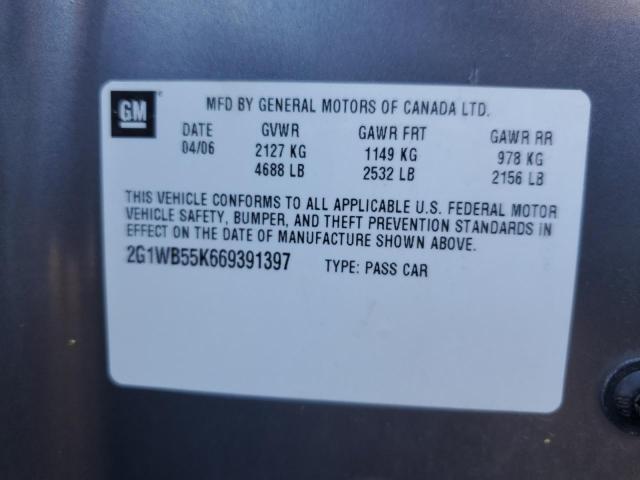 GM
MFD BY GENERAL MOTORS OF CANADA LTD.
DATE GVWR GAWR FRT GAWR RR
04/06 2127 KG 1149 KG 978 KG
4688 LB 2532 LB 2156 LB
THIS VEHICLE CONFORMS TO ALL APPLICABLE U.S. FEDERAL MOTOR
VEHICLE SAFETY, BUMPER, AND THEFT PREVENTION STANDARDS IN
EFFECT ON THE DATE OF MANUFACTURE SHOWN ABOVE.
2G1WB55K669391397 TYPE: PASS CAR